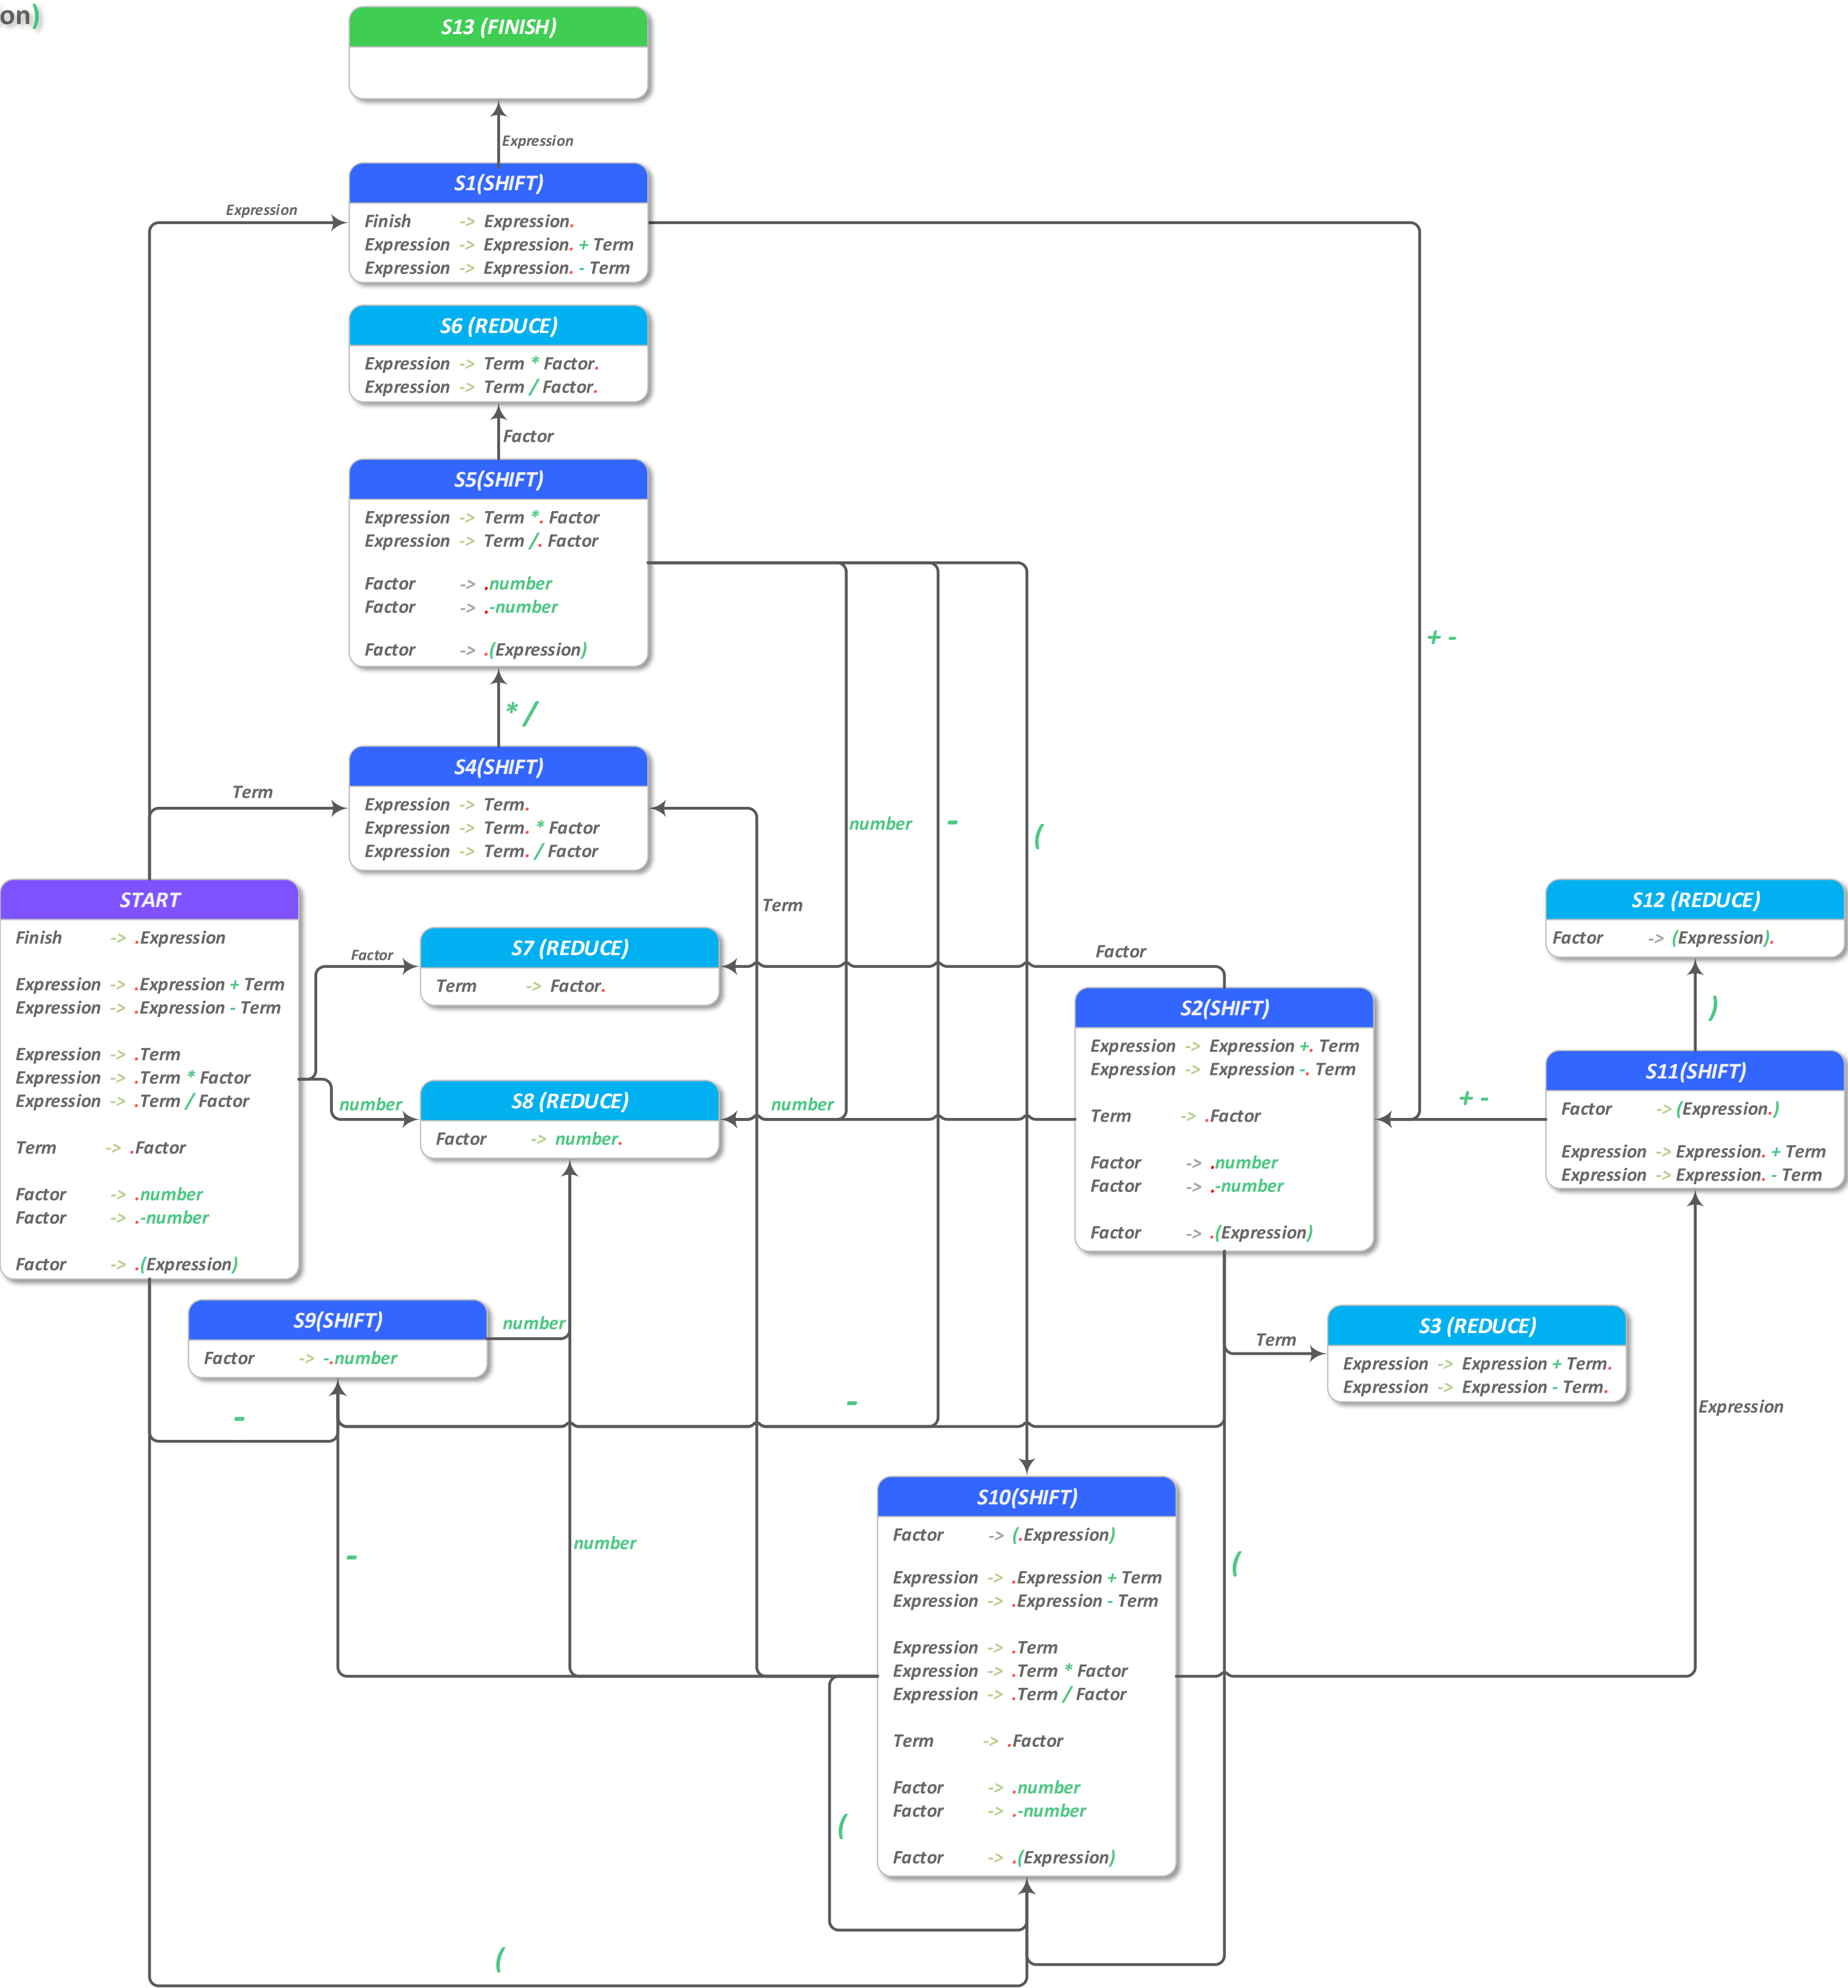 on)
S13 (FINISH)
Expression
S1(SHIFT)
Finish -> Expression.
Expression -> Expression. + Term
Expression -> Expression. - Term
Expression
+ -
S6 (REDUCE)
Expression -> Term * Factor.
Expression -> Term / Factor.
Factor
S5(SHIFT)
Expression -> Term *. Factor
Expression -> Term /. Factor
Factor -> .number
Factor -> .-number
Factor -> .(Expression)
* /
S4(SHIFT)
Expression -> Term.
Expression -> Term. * Factor
Expression -> Term. / Factor
Term
number
-
(
Term
START
Finish -> .Expression
Expression -> .Expression + Term
Expression -> .Expression - Term
Expression -> .Term
Expression -> .Term * Factor
Expression -> .Term / Factor
Term -> .Factor
Factor -> .number
Factor -> .-number
Factor -> .(Expression)
Factor
S7 (REDUCE)
Term -> Factor.
Factor
number
S8 (REDUCE)
Factor -> number.
number
S2(SHIFT)
Expression -> Expression +. Term
Expression -> Expression -. Term
Term -> .Factor
Factor -> .number
Factor -> .-number
Factor -> .(Expression)
+ -
S12 (REDUCE)
Factor -> (Expression).
)
S11(SHIFT)
Factor -> (Expression.)
Expression -> Expression. + Term
Expression -> Expression. - Term
S9(SHIFT)
Factor -> -.number
number
Term
S3 (REDUCE)
Expression -> Expression + Term.
Expression -> Expression - Term.
-
-
Expression
-
number
(
S10(SHIFT)
Factor -> (.Expression)
Expression -> .Expression + Term
Expression -> .Expression - Term
Expression -> .Term
Expression -> .Term * Factor
Expression -> .Term / Factor
Term -> .Factor
Factor -> .number
Factor -> .-number
Factor -> .(Expression)
(
(